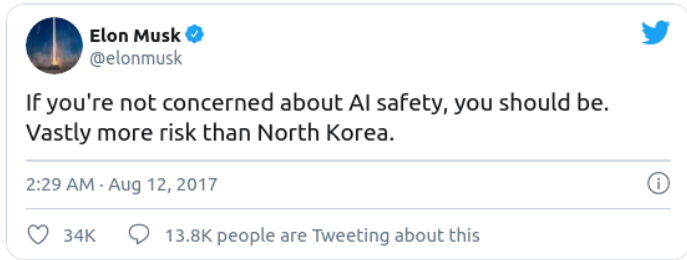 Elon Musk
@elonmusk
If you're not concerned about AI safety, you should be.
Vastly more risk than North Korea.
2:29 AM · Aug 12, 2017
34K 13.8K people are Tweeting about this